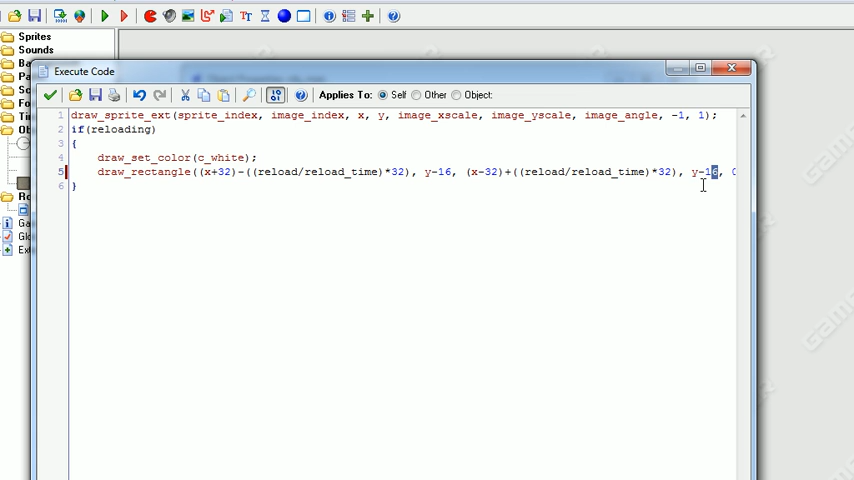 Sprites
Sounds
Execute Code
Applies To: Self Other Object:
1 draw_sprite_ext(sprite_index, image_index, x, y, image_xscale, image_yscale, image_angle, -1, 1);
2 if(reloading)
3 {
4 draw_set_color(c_white);
5 draw_rectangle((x+32)-((reload/reload_time)*32), y-16, (x-32)+((reload/reload_time)*32), y-16, 0
6 }